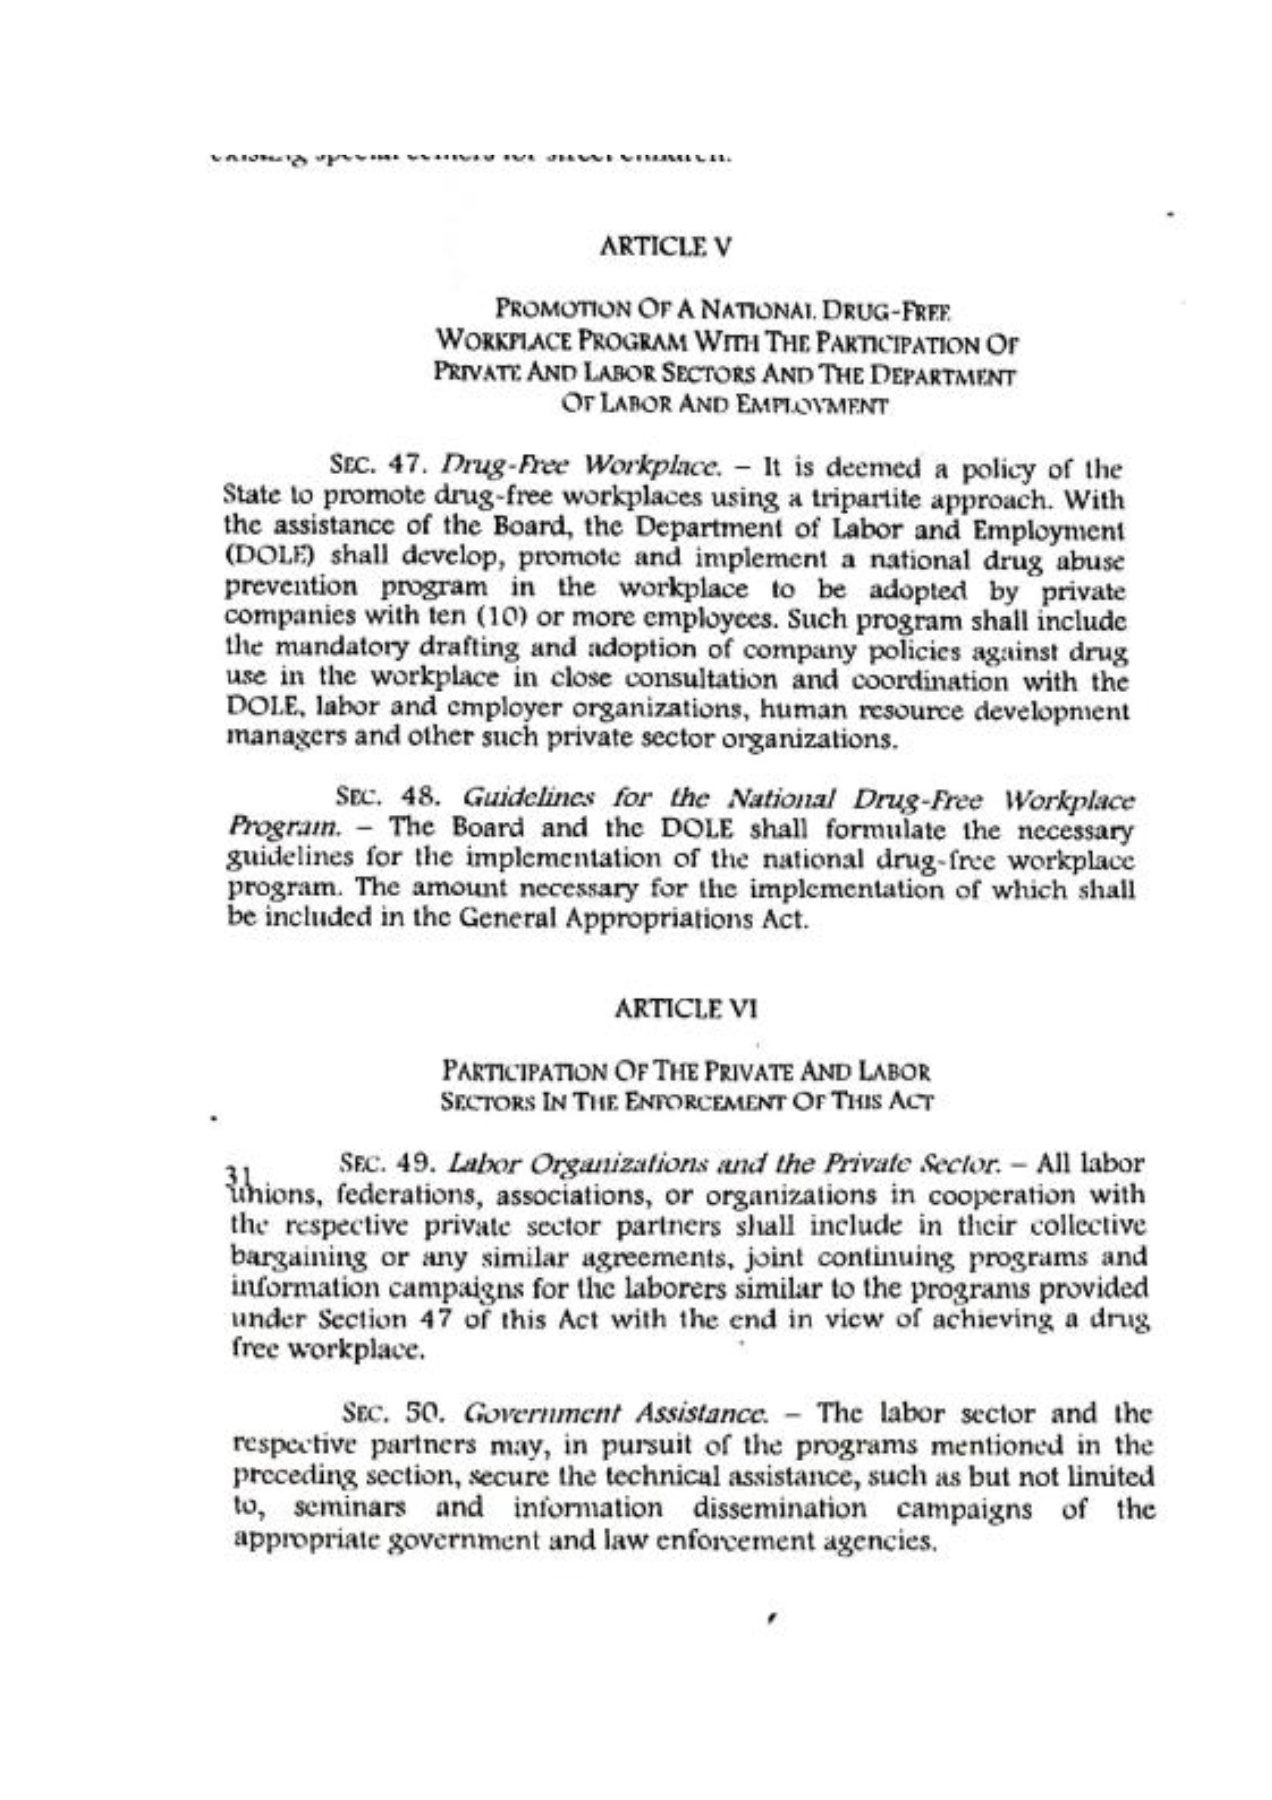 existing special centers for street children.
ARTICLE V
PROMOTION OF A NATIONAL DRUG-FREE
WORKPLACE PROGRAM WITH THE PARTICIPATION OF
PRIVATE AND LABOR SECTORS AND THE DEPARTMENT
OF LABOR AND EMPLOYMENT
SEC. 47. Drug-Free Workplace. – It is deemed a policy of the
State to promote drug-free workplaces using a tripartite approach. With
the assistance of the Board, the Department of Labor and Employment
(DOLE) shall develop, promote and implement a national drug abuse
prevention program in the workplace to be adopted by private
companies with ten (10) or more employees. Such program shall include
the mandatory drafting and adoption of company policies against drug
use in the workplace in close consultation and coordination with the
DOLE, labor and employer organizations, human resource development
managers and other such private sector organizations.
SEC. 48. Guidelines for the National Drug-Free Workplace
Program. – The Board and the DOLE shall formulate the necessary
guidelines for the implementation of the national drug-free workplace
program. The amount necessary for the implementation of which shall
be included in the General Appropriations Act.
ARTICLE VI
PARTICIPATION OF THE PRIVATE AND LABOR
SECTORS IN THE ENFORCEMENT OF THIS ACT
SEC. 49. Labor Organizations and the Private Sector. – All labor
31
unions, federations, associations, or organizations in cooperation with
the respective private sector partners shall include in their collective
bargaining or any similar agreements, joint continuing programs and
information campaigns for the laborers similar to the programs provided
under Section 47 of this Act with the end in view of achieving a drug
free workplace.
SEC. 50. Government Assistance. – The labor sector and the
respective partners may, in pursuit of the programs mentioned in the
preceding section, secure the technical assistance, such as but not limited
to, seminars and information dissemination campaigns of the
appropriate government and law enforcement agencies.